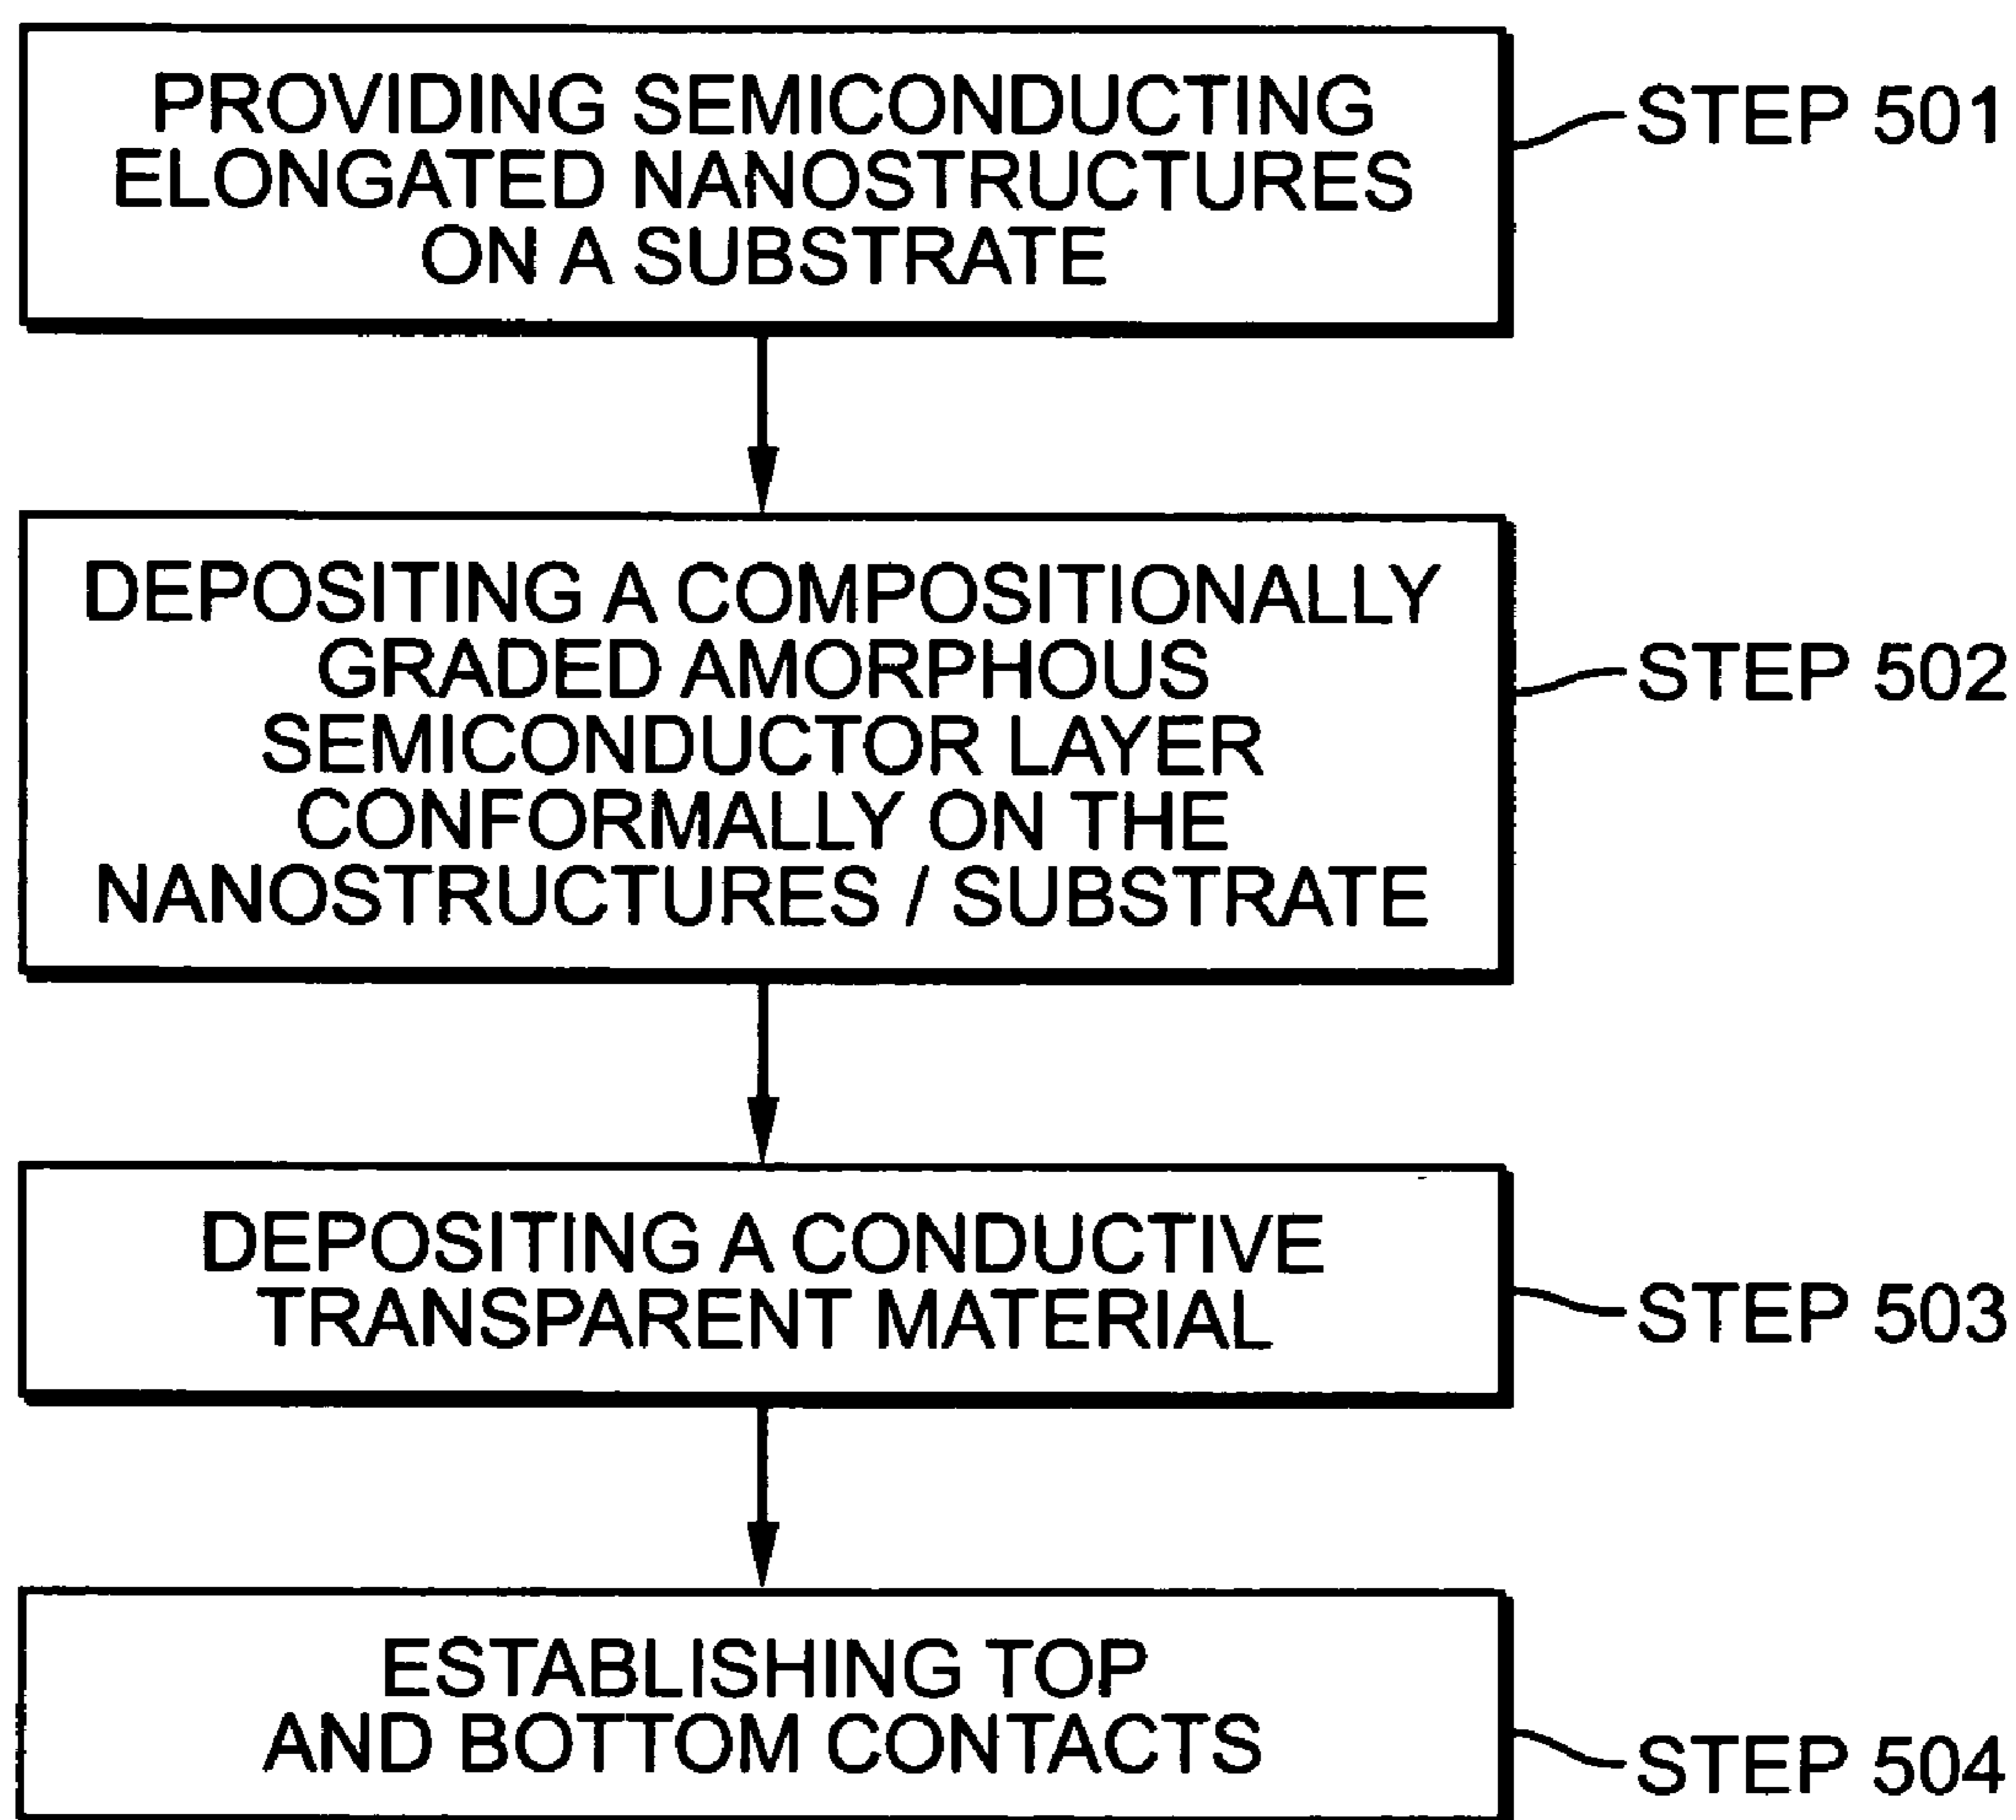 PROVIDING SEMICONDUCTING
ELONGATED NANOSTRUCTURES
ON A SUBSTRATE
STEP 501
DEPOSITING A COMPOSITIONALLY
GRADED AMORPHOUS
SEMICONDUCTOR LAYER
CONFORMALLY ON THE
NANOSTRUCTURES / SUBSTRATE
STEP 502
DEPOSITING A CONDUCTIVE
TRANSPARENT MATERIAL
STEP 503
ESTABLISHING TOP
AND BOTTOM CONTACTS
STEP 504